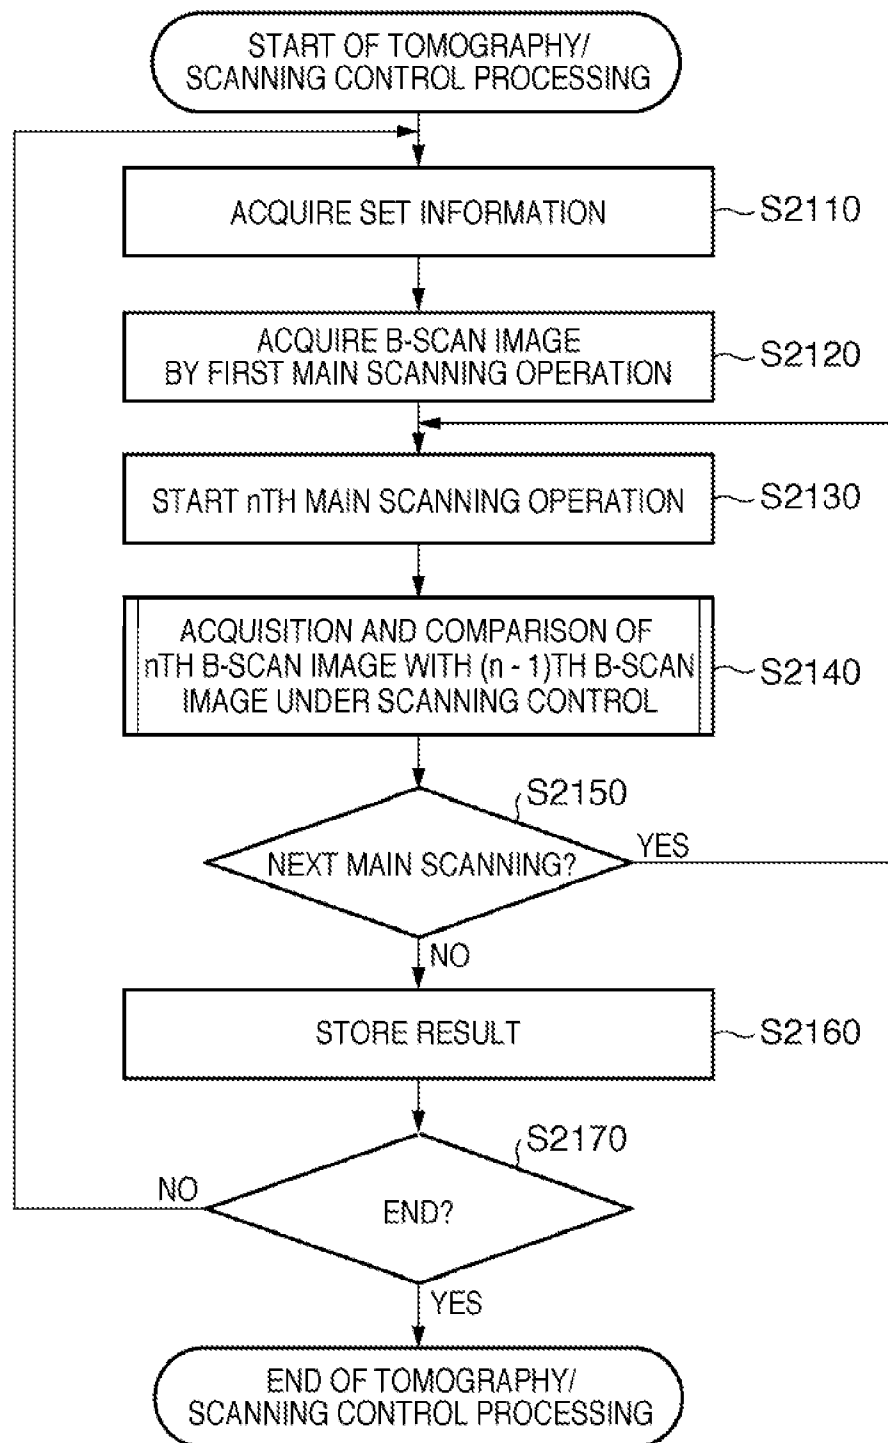 START OF TOMOGRAPHY/
SCANNING CONTROL PROCESSING
ACQUIRE SET INFORMATION
S2110
ACQUIRE B-SCAN IMAGE
BY FIRST MAIN SCANNING OPERATION
S2120
START nTH MAIN SCANNING OPERATION
S2130
ACQUISITION AND COMPARISON OF
nTH B-SCAN IMAGE WITH (n - 1)TH B-SCAN
IMAGE UNDER SCANNING CONTROL
S2140
S2150
NEXT MAIN SCANNING?
YES
NO
STORE RESULT
S2160
S2170
NO
END?
YES
END OF TOMOGRAPHY/
SCANNING CONTROL PROCESSING